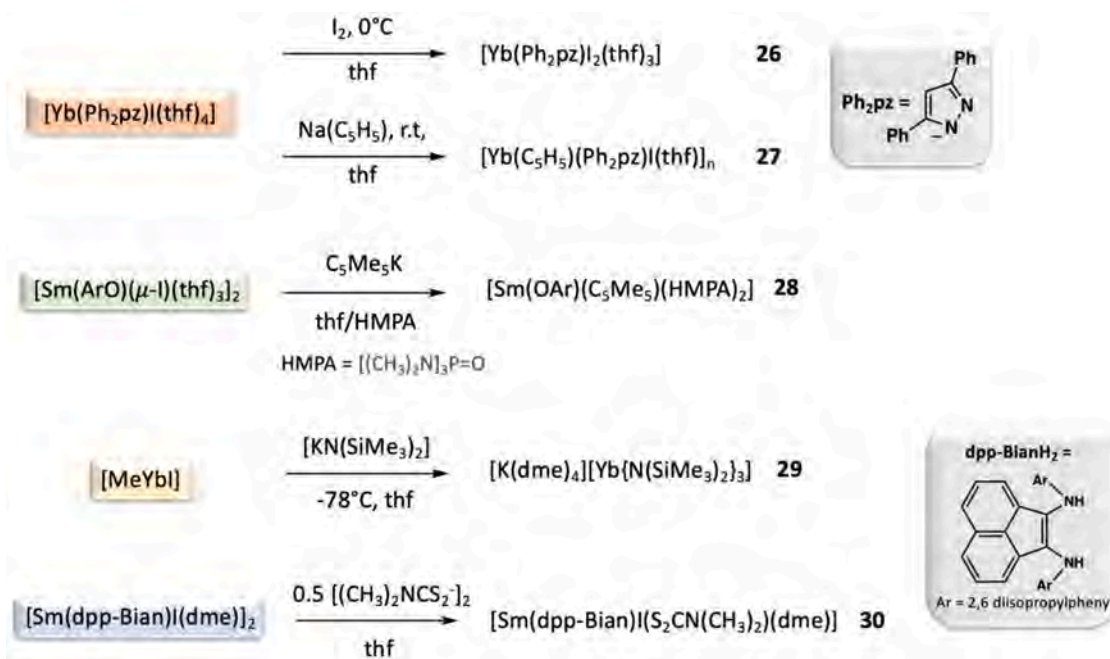 I₂, 0°C
thf
[Yb(Ph₂pz)I₂(thf)₃] 26
[Yb(Ph₂pz)I(thf)₄]
Na(C₅H₅), r.t,
thf
[Yb(C₅H₅)(Ph₂pz)I(thf)]ₙ 27
Ph₂pz =
Ph
N
N
Ph
–
[Sm(ArO)(μ-I)(thf)₃]₂
C₅Me₅K
thf/HMPA
[Sm(OAr)(C₅Me₅)(HMPA)₂] 28
HMPA = [(CH₃)₂N]₃P=O
[MeYbI]
[KN(SiMe₃)₂]
-78°C, thf
[K(dme)₄][Yb{N(SiMe₃)₂}₃] 29
[Sm(dpp-Bian)I(dme)]₂
0.5 [(CH₃)₂NCS₂⁻]₂
thf
[Sm(dpp-Bian)I(S₂CN(CH₃)₂)(dme)] 30
dpp-BianH₂ =
Ar
NH
NH
Ar
Ar = 2,6 diisopropylpheny